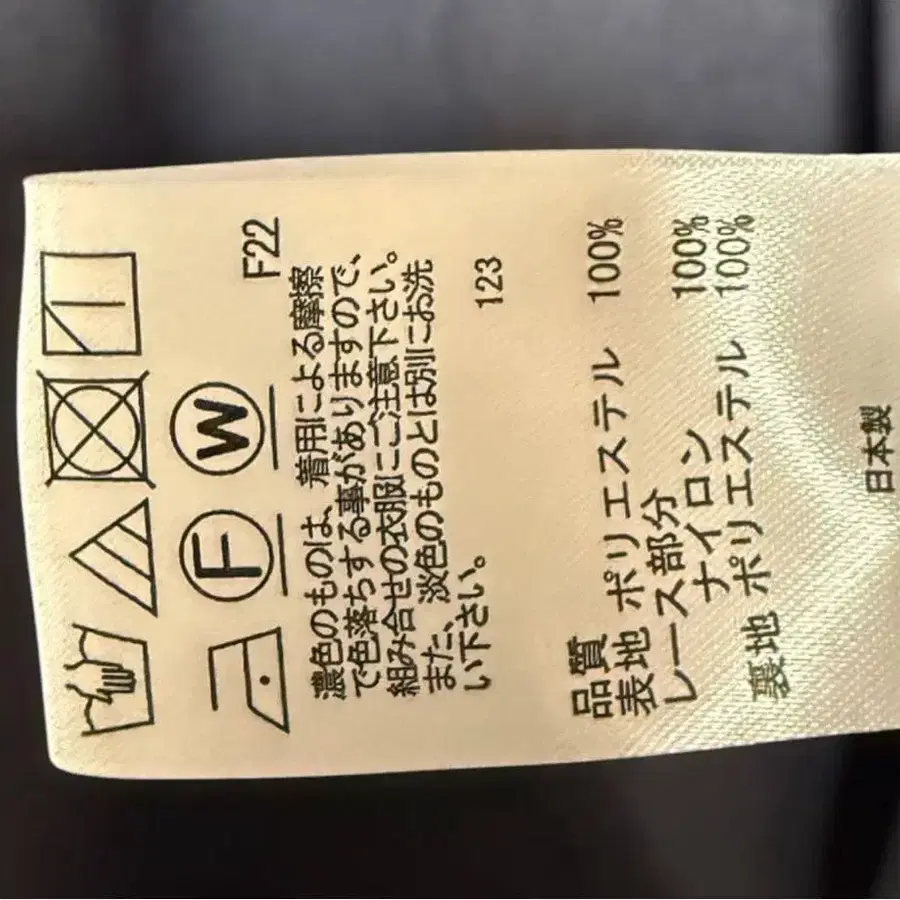 F W
F22
濃色のものは、着用による摩擦
で色落ちする事がありますので、
組み合せの衣服にご注意下さい。
また、淡色のものとは別にお洗
い下さい。
123
品質
表地 ポリエステル 100%
レース部分
ナイロン 100%
裏地 ポリエステル 100%
日本製